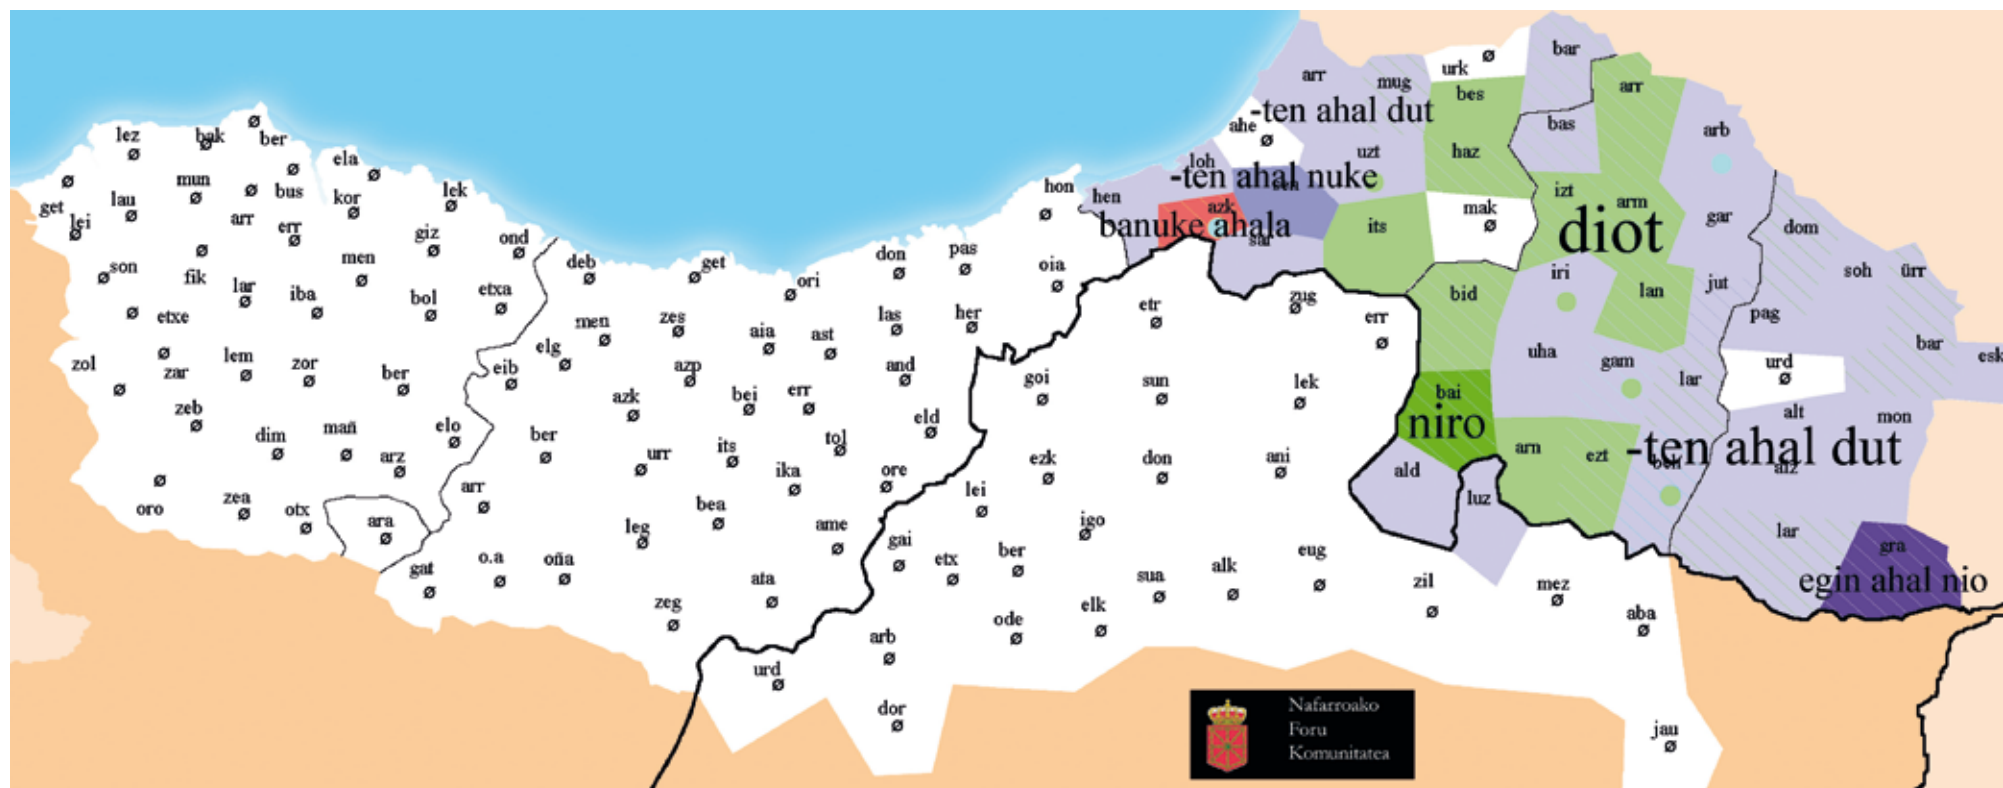 lez
bak
ber
ela
get
lei
lau
mun
arr
bus
kor
lek
err
giz
ond
son
fik
men
lar
iba
bol
etxa
etxe
zol
zar
lem
zor
ber
zeb
dim
mañ
arz
elo
oro
zea
otx
ara
deb
get
ori
don
pas
hon
oia
men
zes
aia
ast
las
her
elg
eib
azp
azk
bei
err
and
eld
ber
urr
its
ika
tol
ore
arr
leg
bea
ame
gat
o.a
oña
ata
zeg
urd
etr
zug
err
goi
sun
lek
ezk
don
ani
lei
igo
gai
etx
ber
sua
alk
eug
ode
elk
arb
dor
zil
mez
aba
jau
arr
mug
urk
bar
-ten ahal dut
bes
arr
ahe
bas
arb
loh
uzt
haz
-ten ahal nuke
hen
azk
izt
arm
mak
gar
dom
banuke ahala
sar
its
diot
iri
soh
ürr
bid
lan
jut
pag
uha
gam
lar
urd
bar
esk
bai
niro
alt
mon
arn
ezt
-ten ahal dut
ald
luz
lar
gra
egin ahal nio
Nafarroako
Foru
Komunitatea